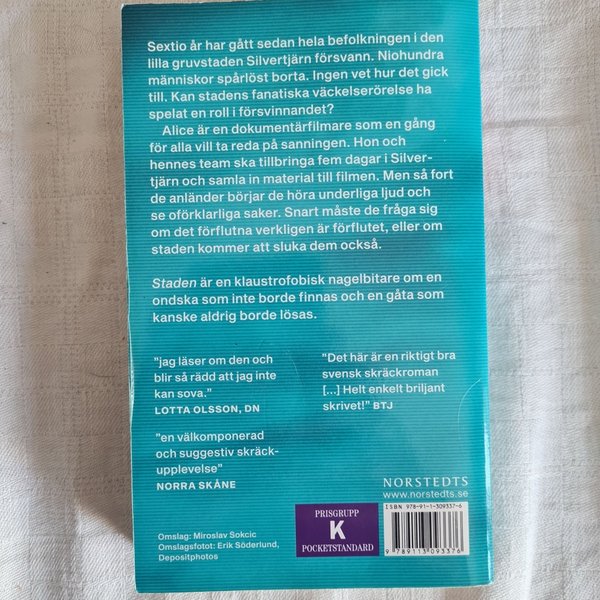 Sextio år har gått sedan hela befolkningen i den
lilla gruvstaden Silvertjärn försvann. Niohundra
människor spårlöst borta. Ingen vet hur det gick
till. Kan stadens fanatiska väckelserörelse ha
spelat en roll i försvinnandet?
Alice är en dokumentärfilmare som en gång
för alla vill ta reda på sanningen. Hon och
hennes team ska tillbringa fem dagar i Silver-
tjärn och samla in material till filmen. Men så fort
de anländer börjar de höra underliga ljud och
se oförklarliga saker. Snart måste de fråga sig
om det förflutna verkligen är förflutet, eller om
staden kommer att sluka dem också.
Staden är en klaustrofobisk nagelbitare om en
ondska som inte borde finnas och en gåta som
kanske aldrig borde lösas.
"jag läser om den och
blir så rädd att jag inte
kan sova."
LOTTA OLSSON, DN
"Det här är en riktigt bra
svensk skräckroman
[...] Helt enkelt briljant
skrivet!" BTJ
"en välkomponerad
och suggestiv skräck-
upplevelse"
NORRA SKÅNE
NORSTEDTS
www.norstedts.se
ISBN 978-91-1-309337-6
9 789113 093376
PRISGRUPP
K
POCKETSTANDARD
Omslag: Miroslav Sokcic
Omslagsfoto: Erik Söderlund,
Depositphotos